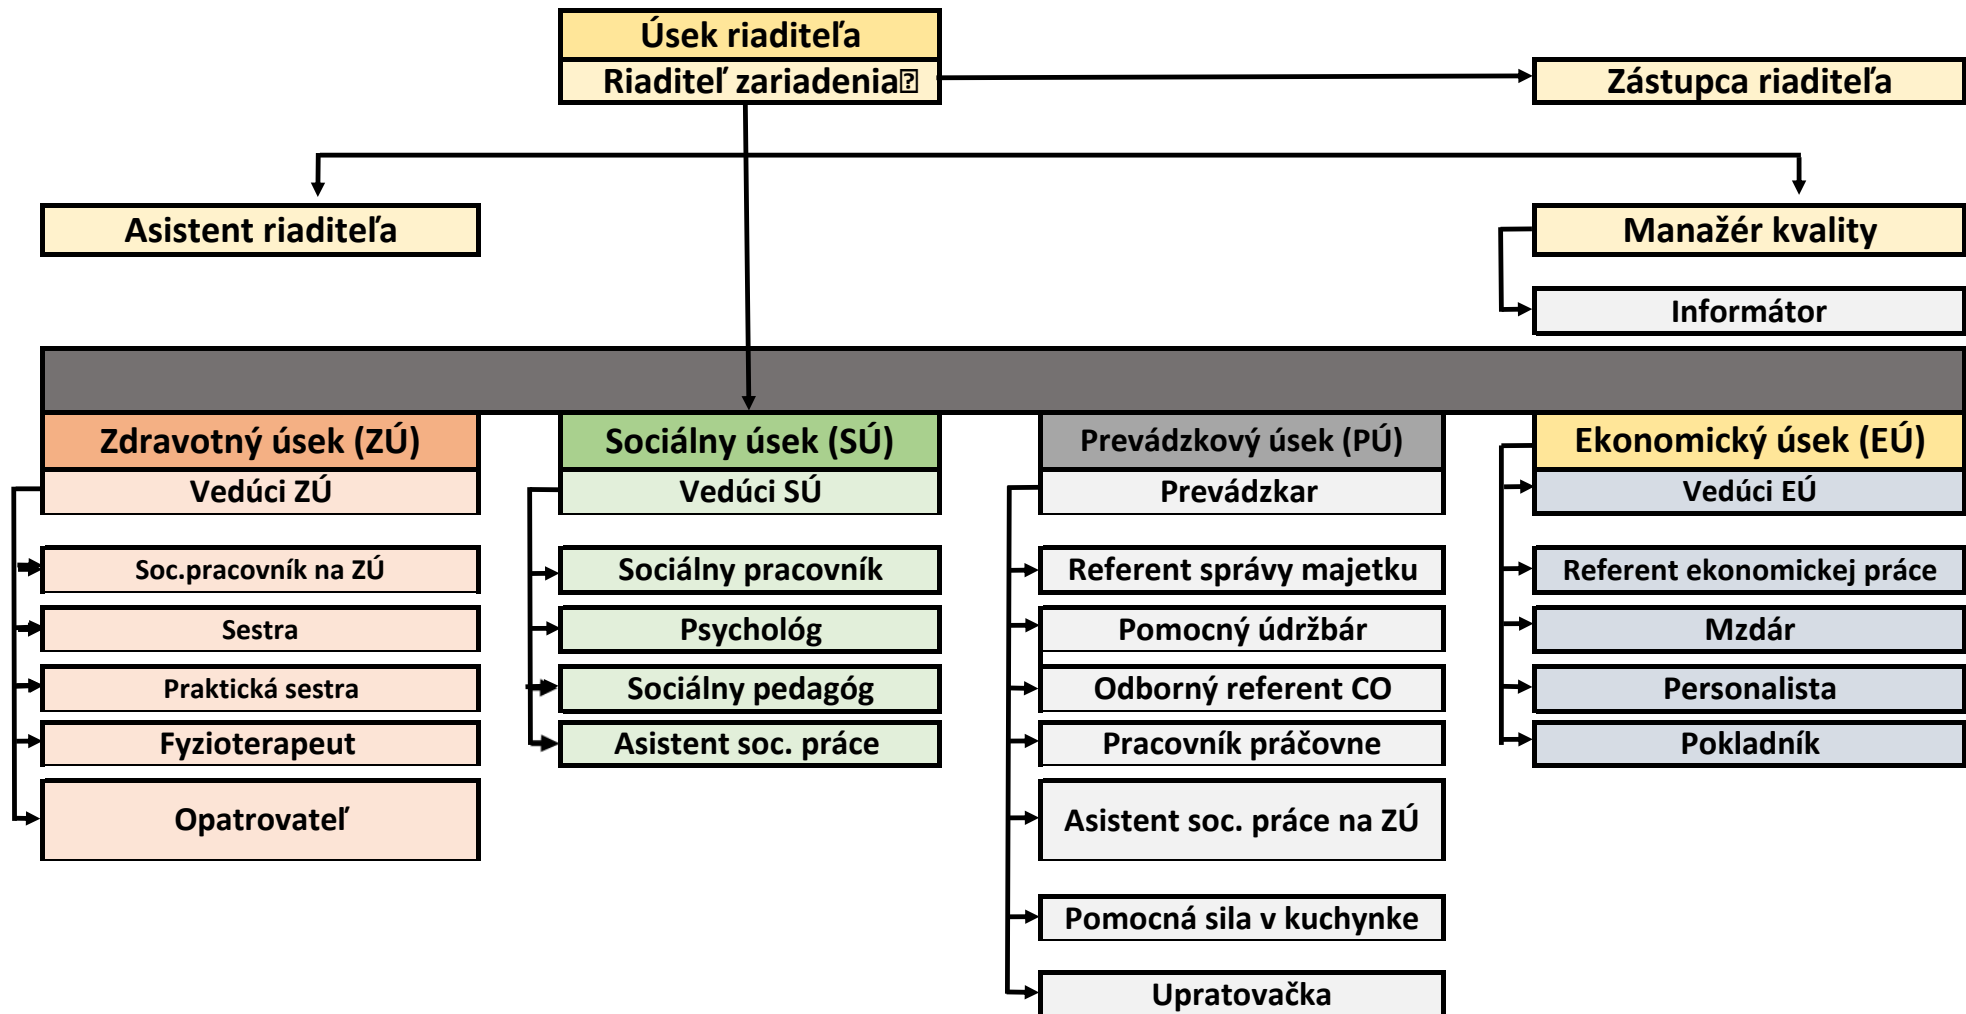 Úsek riaditeľa
Riaditeľ zariadenia
Zástupca riaditeľa
Asistent riaditeľa
Manažér kvality
Informátor
Zdravotný úsek (ZÚ)
Vedúci ZÚ
Soc.pracovník na ZÚ
Sestra
Praktická sestra
Fyzioterapeut
Opatrovateľ
Sociálny úsek (SÚ)
Vedúci SÚ
Sociálny pracovník
Psychológ
Sociálny pedagóg
Asistent soc. práce
Prevádzkový úsek (PÚ)
Prevádzkar
Referent správy majetku
Pomocný údržbár
Odborný referent CO
Pracovník práčovne
Asistent soc. práce na ZÚ
Pomocná sila v kuchynke
Upratovačka
Ekonomický úsek (EÚ)
Vedúci EÚ
Referent ekonomickej práce
Mzdár
Personalista
Pokladník